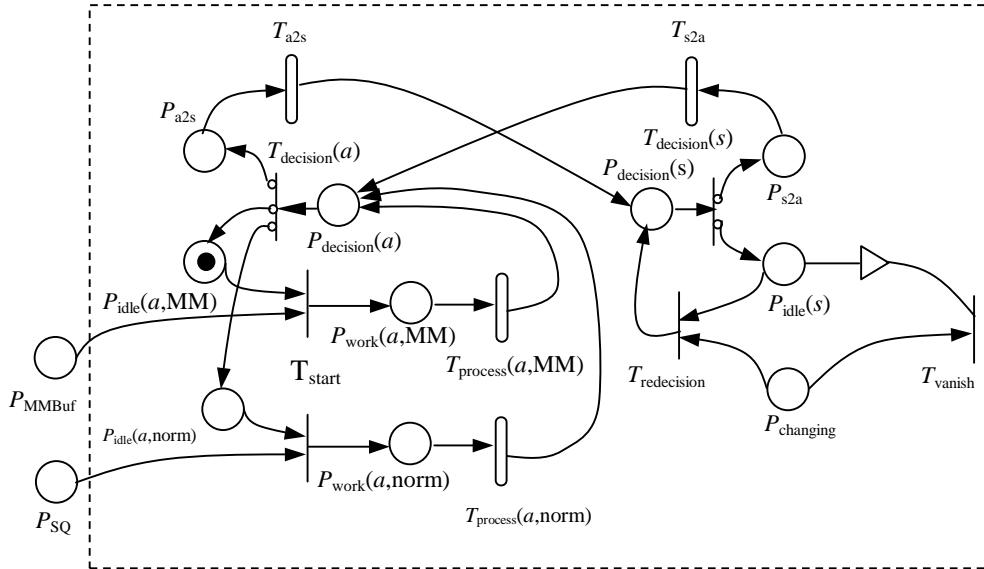 T_a2s
T_s2a
P_a2s
T_decision(a)
T_decision(s)
P_decision(s)
P_s2a
P_decision(a)
P_idle(a,MM)
P_idle(s)
P_work(a,MM)
T_start
T_process(a,MM)
T_redecision
T_vanish
P_MMBuf
P_changing
P_idle(a,norm)
P_work(a,norm)
P_SQ
T_process(a,norm)